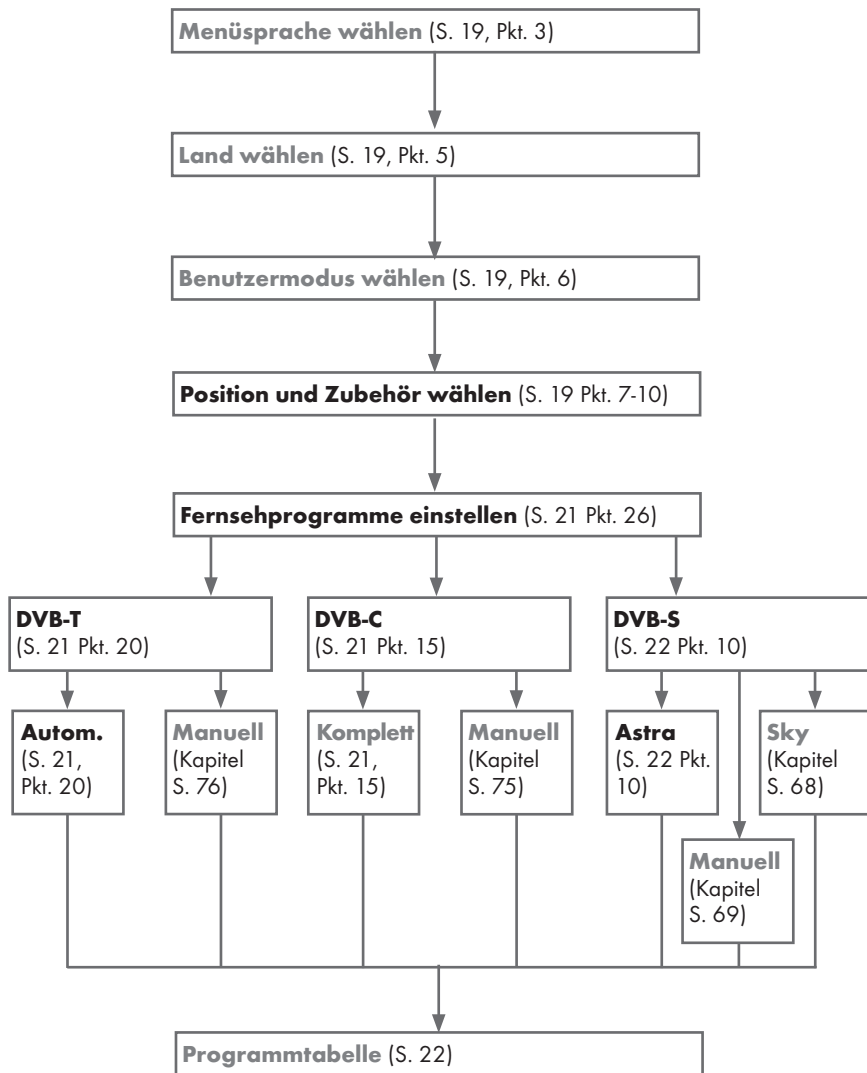 Menüsprache wählen (S. 19, Pkt. 3)
Land wählen (S. 19, Pkt. 5)
Benutzermodus wählen (S. 19, Pkt. 6)
Position und Zubehör wählen (S. 19 Pkt. 7-10)
Fernsehprogramme einstellen (S. 21 Pkt. 26)
DVB-T
(S. 21 Pkt. 20)
DVB-C
(S. 21 Pkt. 15)
DVB-S
(S. 22 Pkt. 10)
Autom.
(S. 21,
Pkt. 20)
Manuell
(Kapitel
S. 76)
Komplett
(S. 21,
Pkt. 15)
Manuell
(Kapitel
S. 75)
Astra
(S. 22 Pkt.
10)
Sky
(Kapitel
S. 68)
Manuell
(Kapitel
S. 69)
Programmtabelle (S. 22)